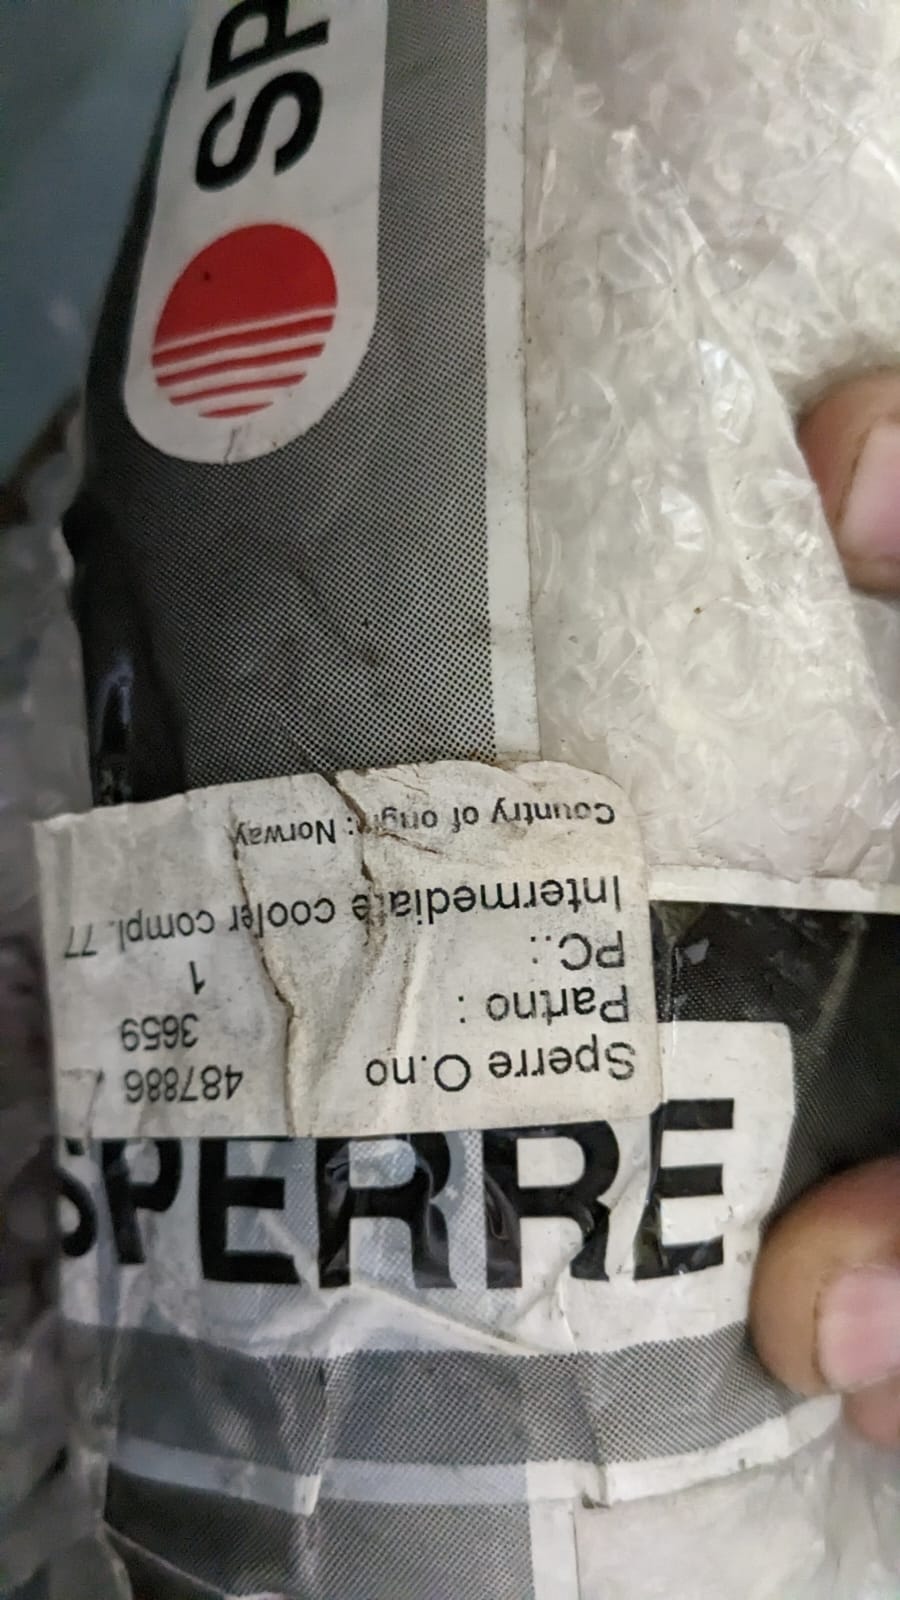 SP
SPERRE
Sperre O.no 487886
Partno : 3659
PC.: 1
Intermediate cooler compl. 77
Country of origin: Norway